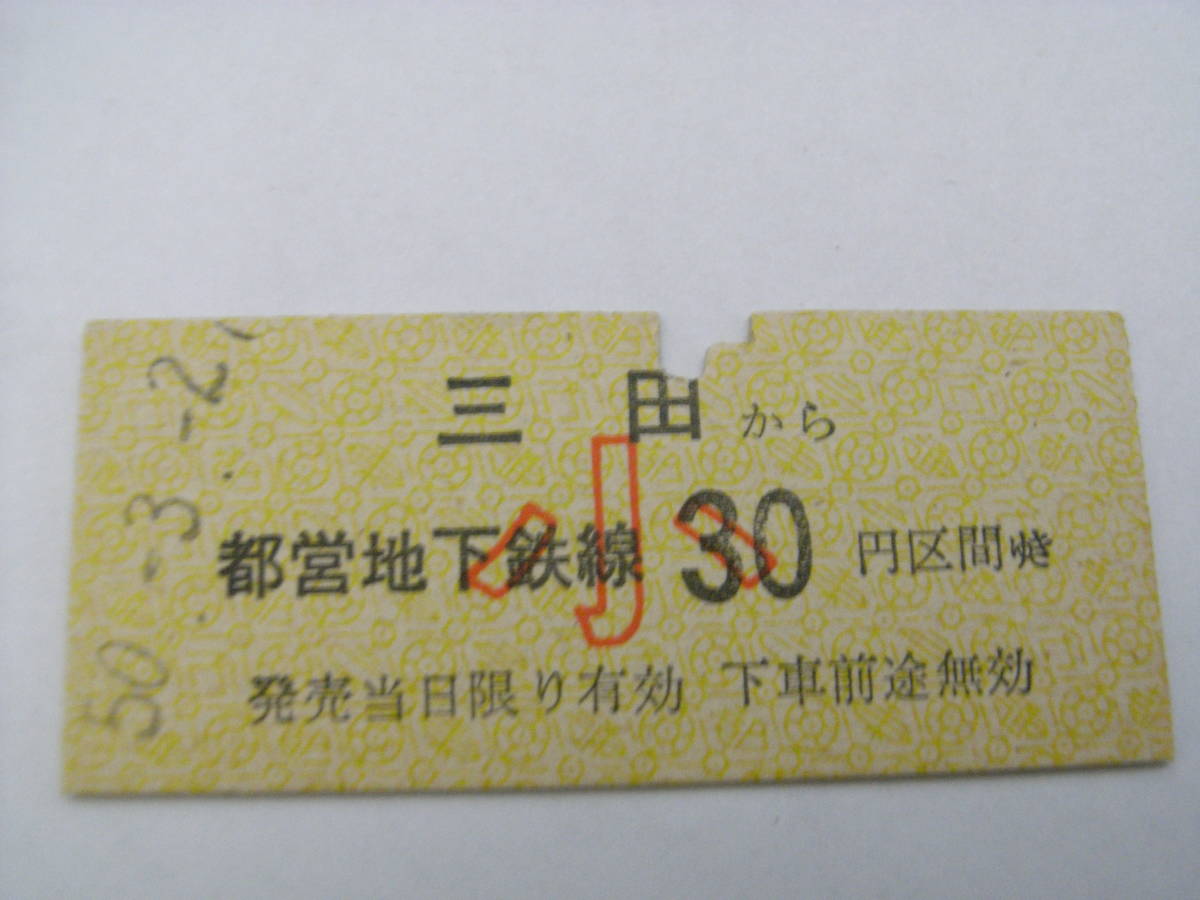 三田から
都営地下鉄線 30 円区間ゆき
小
発売当日限り有効 下車前途無効
50.-3.-2